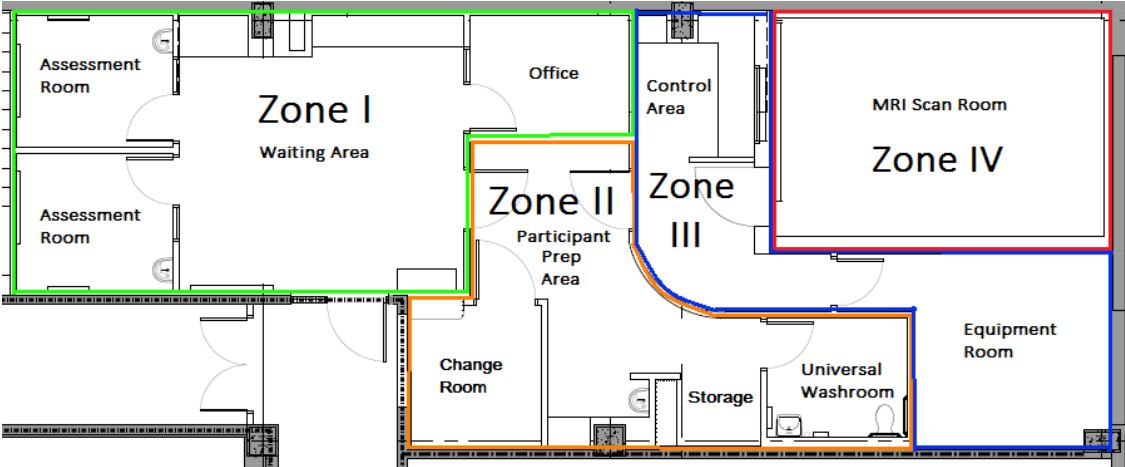 Assessment
Room
Zone I
Waiting Area
Office
Assessment
Room
Zone II
Participant
Prep
Area
Control
Area
Zone
III
MRI Scan Room
Zone IV
Change
Room
Storage
Universal
Washroom
Equipment
Room